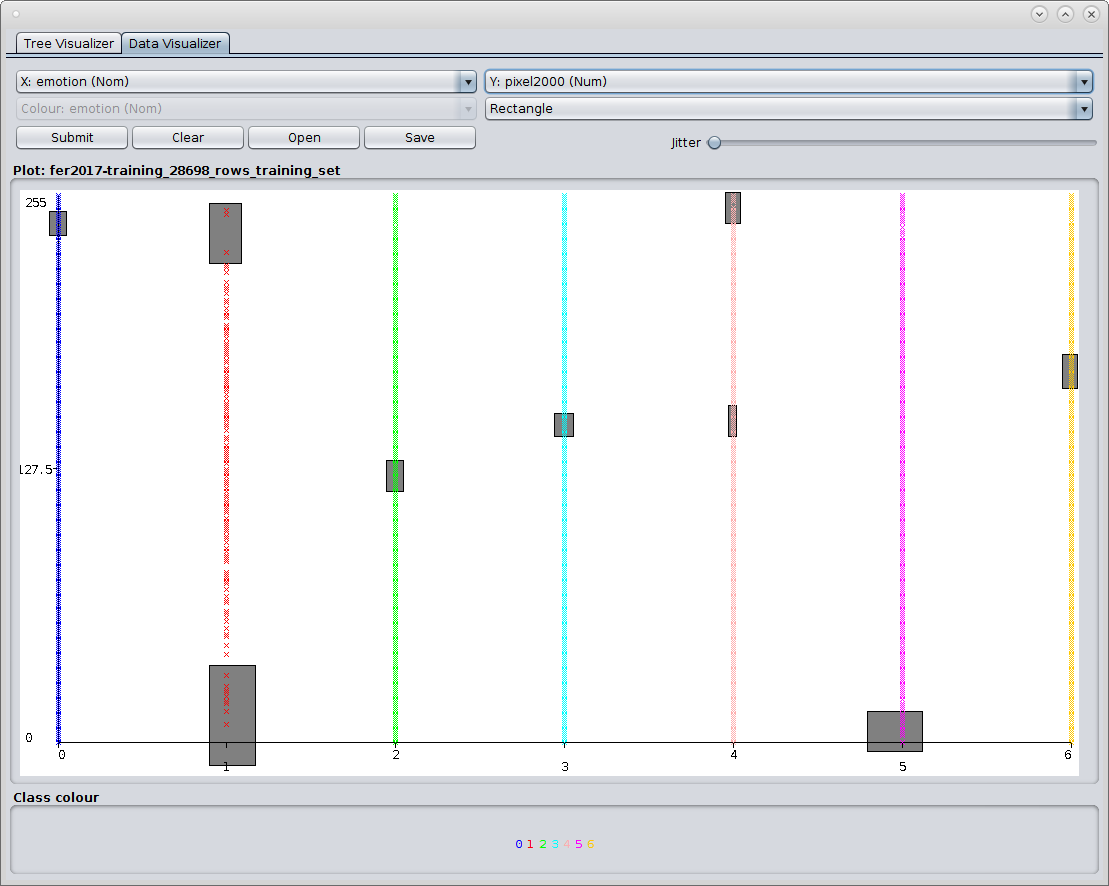 Tree Visualizer Data Visualizer
X: emotion (Nom) Y: pixel2000 (Num)
Colour: emotion (Nom) Rectangle
Submit Clear Open Save Jitter
Plot: fer2017-training_28698_rows_training_set
255
127.5
0
0 2 4 6
1 3 5
Class colour
0 1 2 3 4 5 6